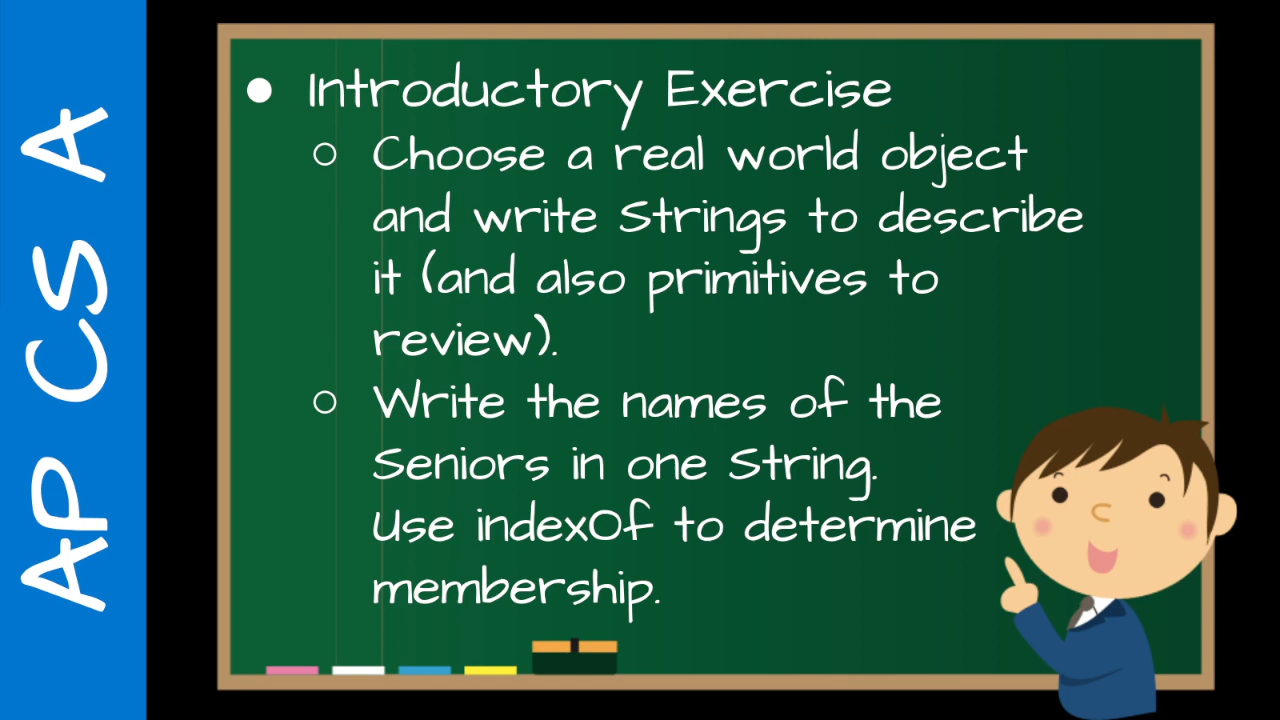 AP CS A
● Introductory Exercise
○ Choose a real world object
and write Strings to describe
it (and also primitives to
review).
○ Write the names of the
Seniors in one String.
Use indexOf to determine
membership.